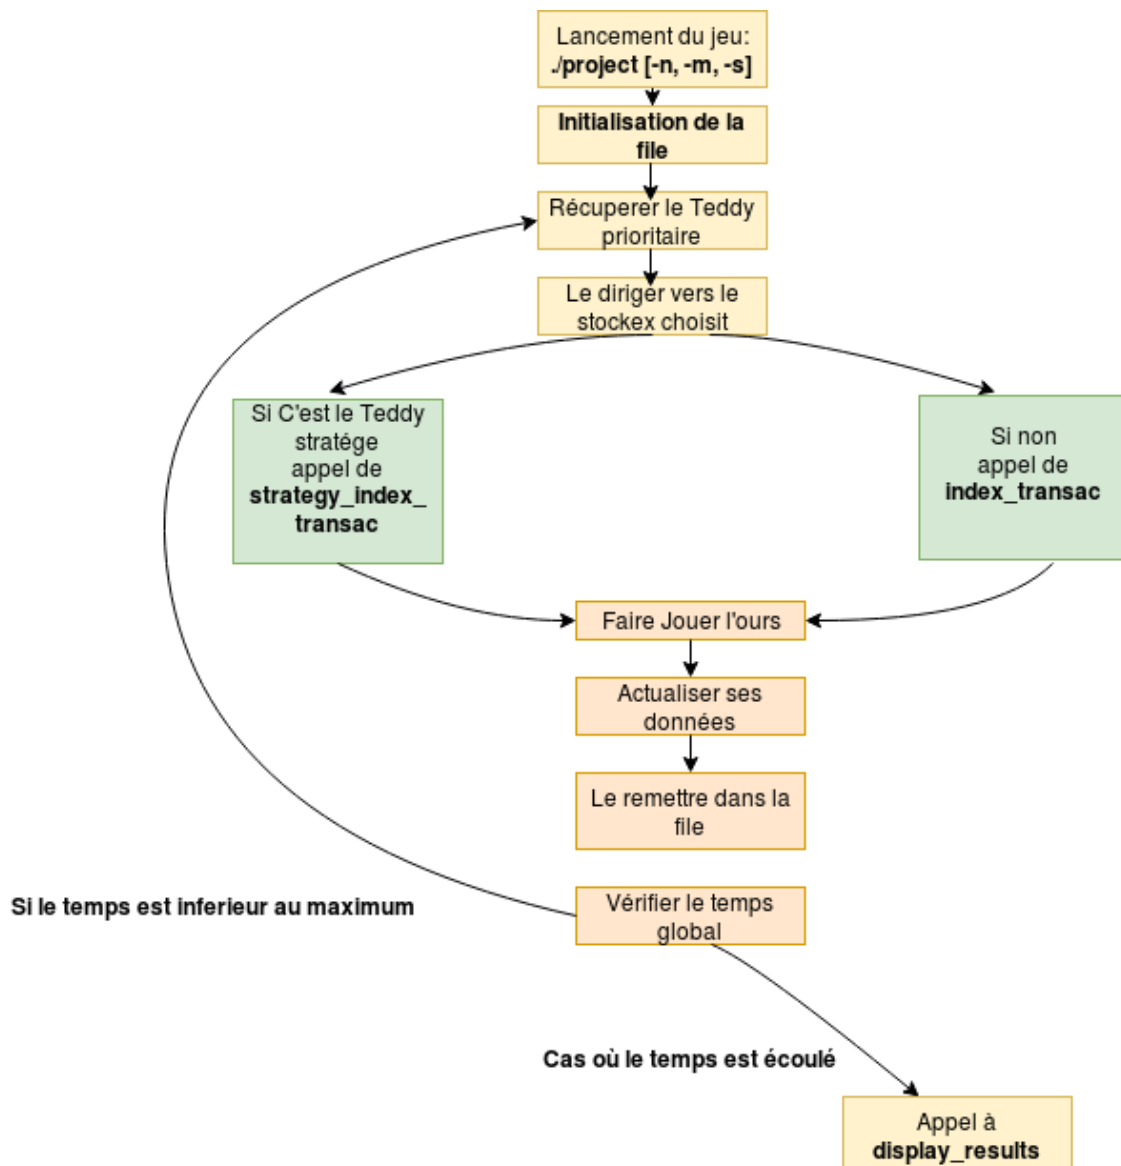 Lancement du jeu:
./project [-n, -m, -s]
Initialisation de la
file
Récuperer le Teddy
prioritaire
Le diriger vers le
stockex choisit
Si C'est le Teddy
stratége
appel de
strategy_index_
transac
Si non
appel de
index_transac
Faire Jouer l'ours
Actualiser ses
données
Le remettre dans la
file
Si le temps est inferieur au maximum
Vérifier le temps
global
Cas où le temps est écoulé
Appel à
display_results